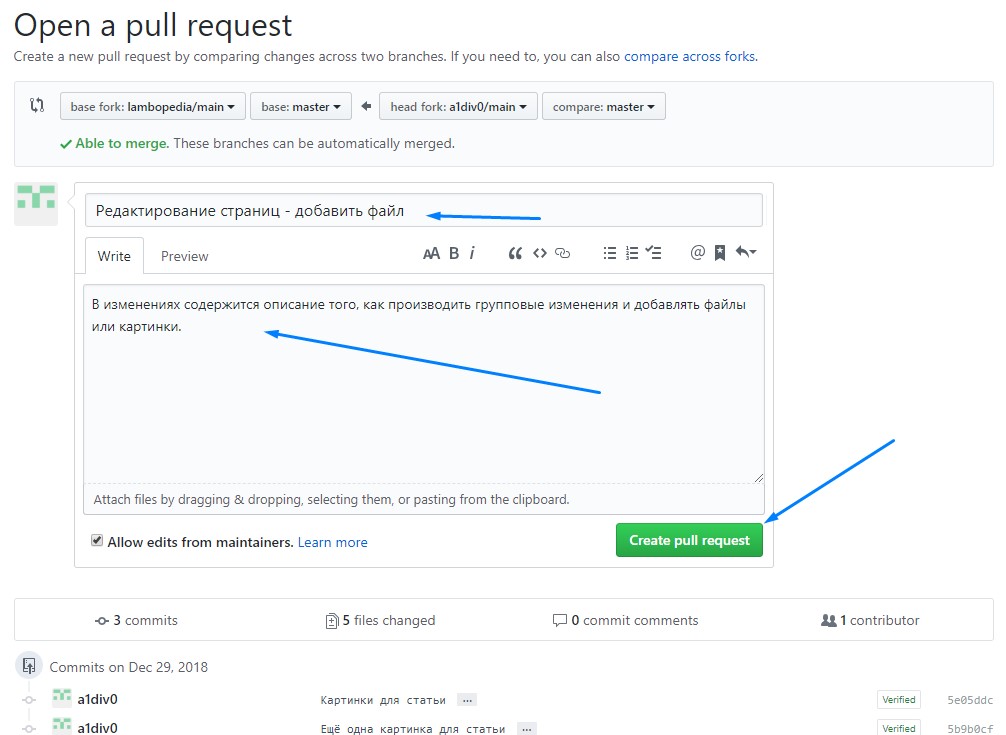 Open a pull request
Create a new pull request by comparing changes across two branches. If you need to, you can also compare across forks.
base fork: lambopedia/main base: master head fork: a1div0/main compare: master
Able to merge. These branches can be automatically merged.
Редактирование страниц - добавить файл
Write Preview AA B i @
В изменениях содержится описание того, как производить групповые изменения и добавлять файлы
или картинки.
Attach files by dragging & dropping, selecting them, or pasting from the clipboard.
Allow edits from maintainers. Learn more Create pull request
3 commits 5 files changed 0 commit comments 1 contributor
Commits on Dec 29, 2018
a1div0 Картинки для статьи ... Verified 5e05ddc
a1div0 Ещё одна картинка для статьи ... Verified 5b9b0cf